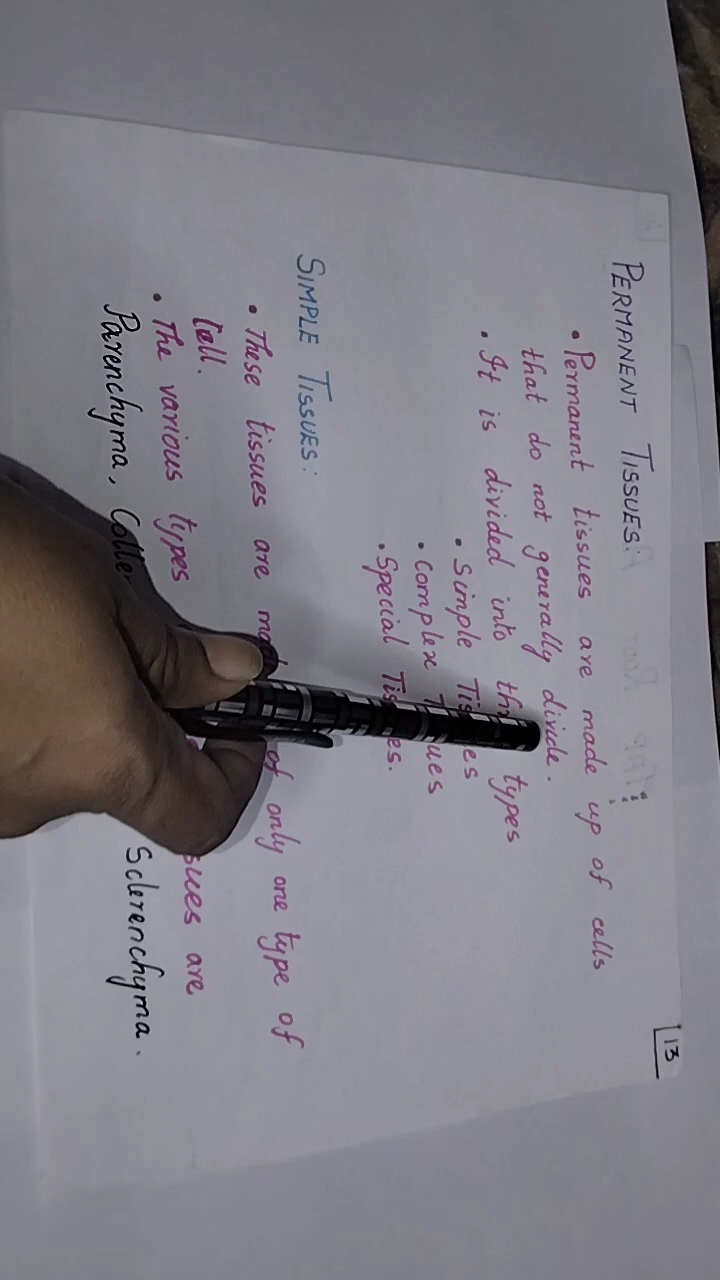 13
PERMANENT TISSUES:
• Permanent tissues are made up of cells
that do not generally divide.
• It is divided into types
• Simple
• Complex
• Special
SIMPLE TISSUES:
• These tissues are of only one type of
Cell.
• The various types are
Parenchyma, Sclerenchyma.